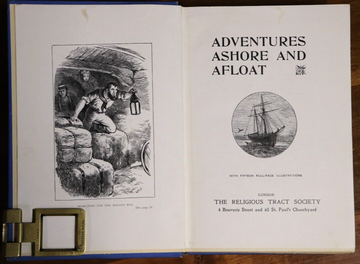 ADVENTURES
ASHORE AND
AFLOAT
WITH FIFTEEN FULL-PAGE ILLUSTRATIONS
LONDON
THE RELIGIOUS TRACT SOCIETY
4 Bouverie Street and 65 St. Paul's Churchyard